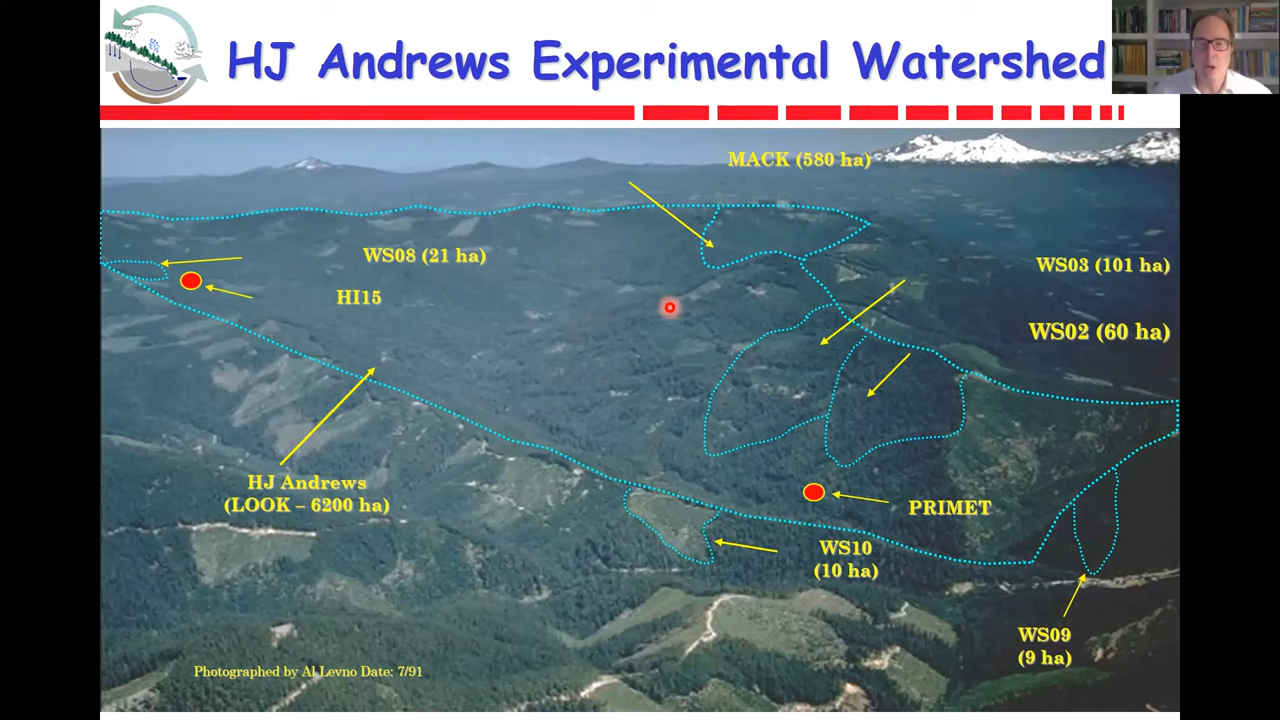 HJ Andrews Experimental Watershed
MACK (580 ha)
WS08 (21 ha)
WS03 (101 ha)
HI15
WS02 (60 ha)
HJ Andrews
(LOOK – 6200 ha)
PRIMET
WS10
(10 ha)
WS09
(9 ha)
Photographed by Al Levno Date: 7/91